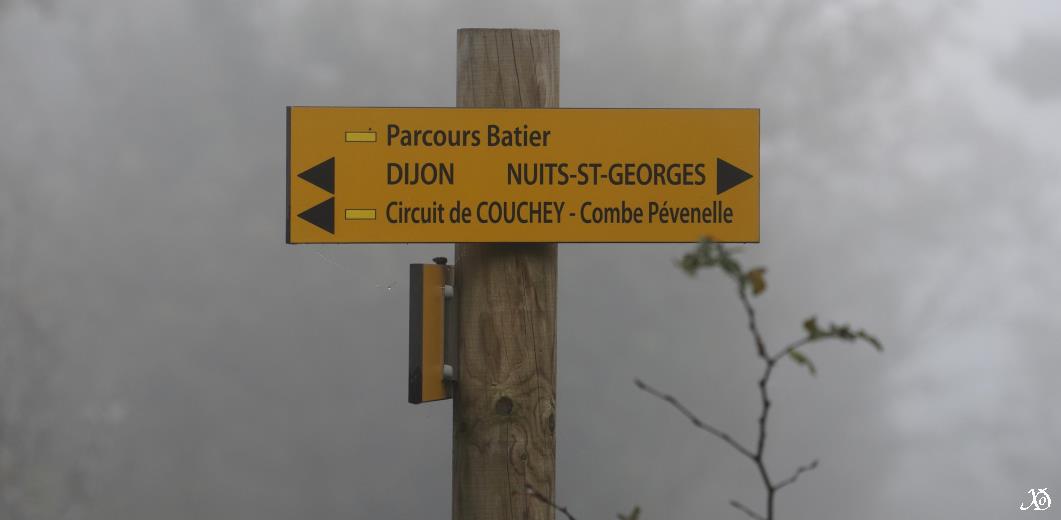 Parcours Batier
DIJON NUITS-ST-GEORGES
Circuit de COUCHEY - Combe Pévenelle